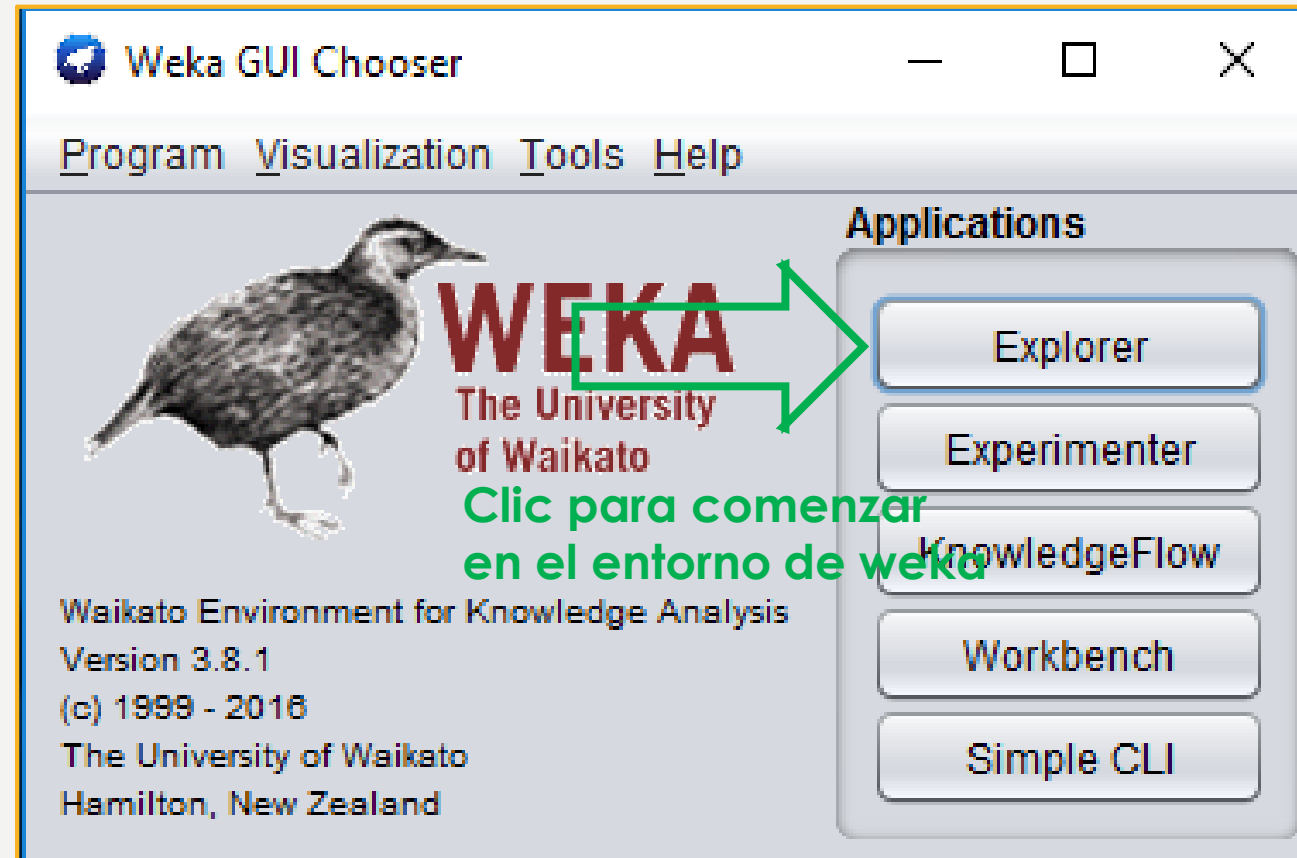 Weka GUI Chooser
Program Visualization Tools Help
Applications
WEKA
The University
of Waikato
Explorer
Experimenter
KnowledgeFlow
Workbench
Simple CLI
Clic para comenzar
en el entorno de weka
Waikato Environment for Knowledge Analysis
Version 3.8.1
(c) 1999 - 2016
The University of Waikato
Hamilton, New Zealand